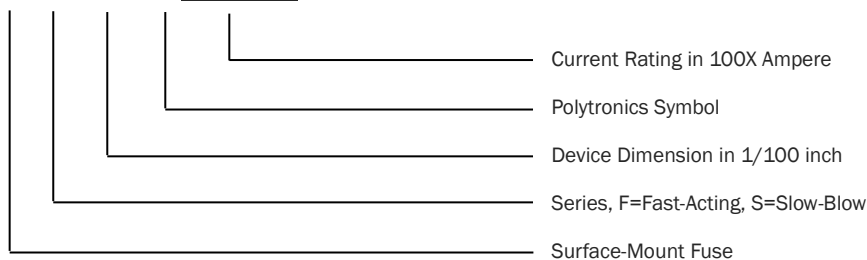 Current Rating in 100X Ampere
Polytronics Symbol
Device Dimension in 1/100 inch
Series, F=Fast-Acting, S=Slow-Blow
Surface-Mount Fuse